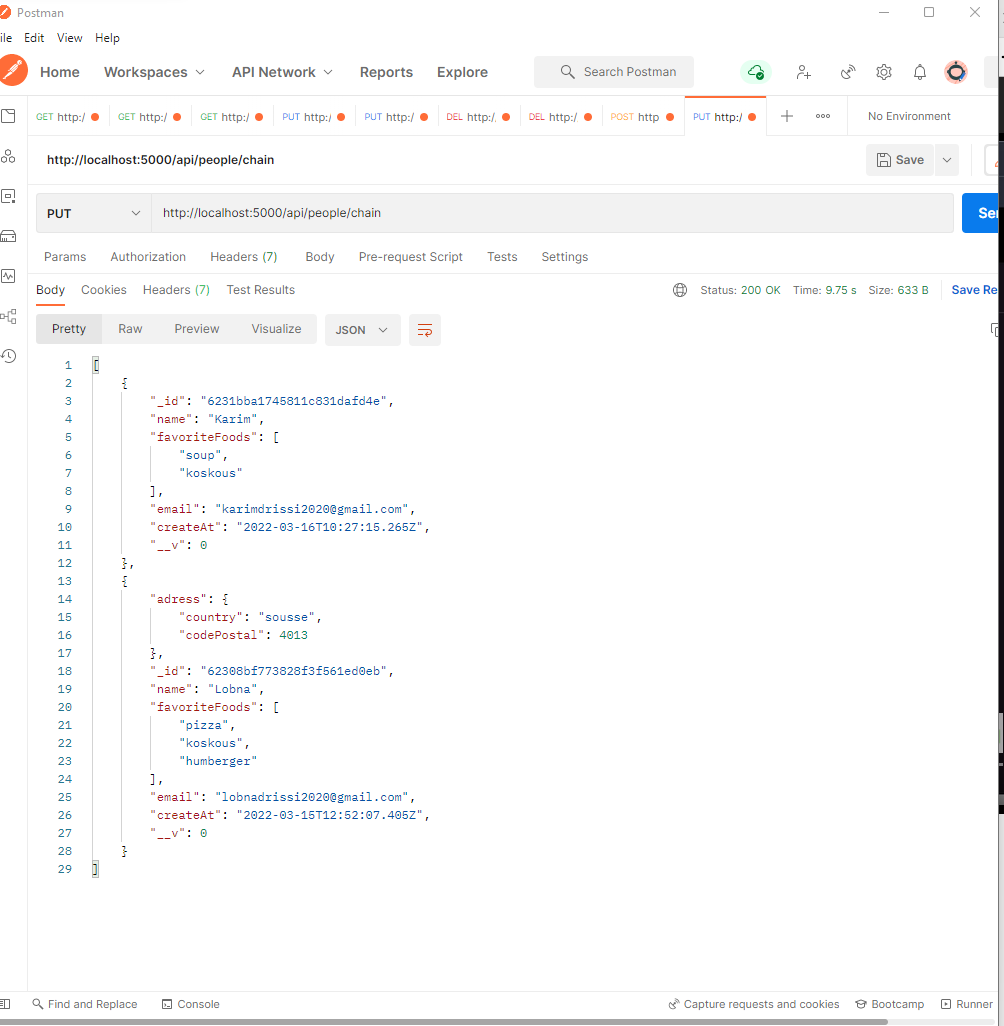 Postman
ile Edit View Help
Home Workspaces API Network Reports Explore Search Postman
GET http:/ GET http:/ GET http:/ PUT http:/ PUT http:/ DEL http:/ DEL http:/ POST http PUT http:/ No Environment
http://localhost:5000/api/people/chain Save
PUT http://localhost:5000/api/people/chain Se
Params Authorization Headers (7) Body Pre-request Script Tests Settings
Body Cookies Headers (7) Test Results Status: 200 OK Time: 9.75 s Size: 633 B Save Re
Pretty Raw Preview Visualize JSON
1 [
2 {
3 "_id": "6231bba1745811c831dafd4e",
4 "name": "Karim",
5 "favoriteFoods": [
6 "soup",
7 "koskous"
8 ],
9 "email": "karimdrissi2020@gmail.com",
10 "createAt": "2022-03-16T10:27:15.265Z",
11 "__v": 0
12 },
13 {
14 "adress": {
15 "country": "sousse",
16 "codePostal": 4013
17 },
18 "_id": "62308bf773828f3f561ed0eb",
19 "name": "Lobna",
20 "favoriteFoods": [
21 "pizza",
22 "koskous",
23 "humberger"
24 ],
25 "email": "lobnadrissi2020@gmail.com",
26 "createAt": "2022-03-15T12:52:07.405Z",
27 "__v": 0
28 }
29 ]
Find and Replace Console Capture requests and cookies Bootcamp Runner